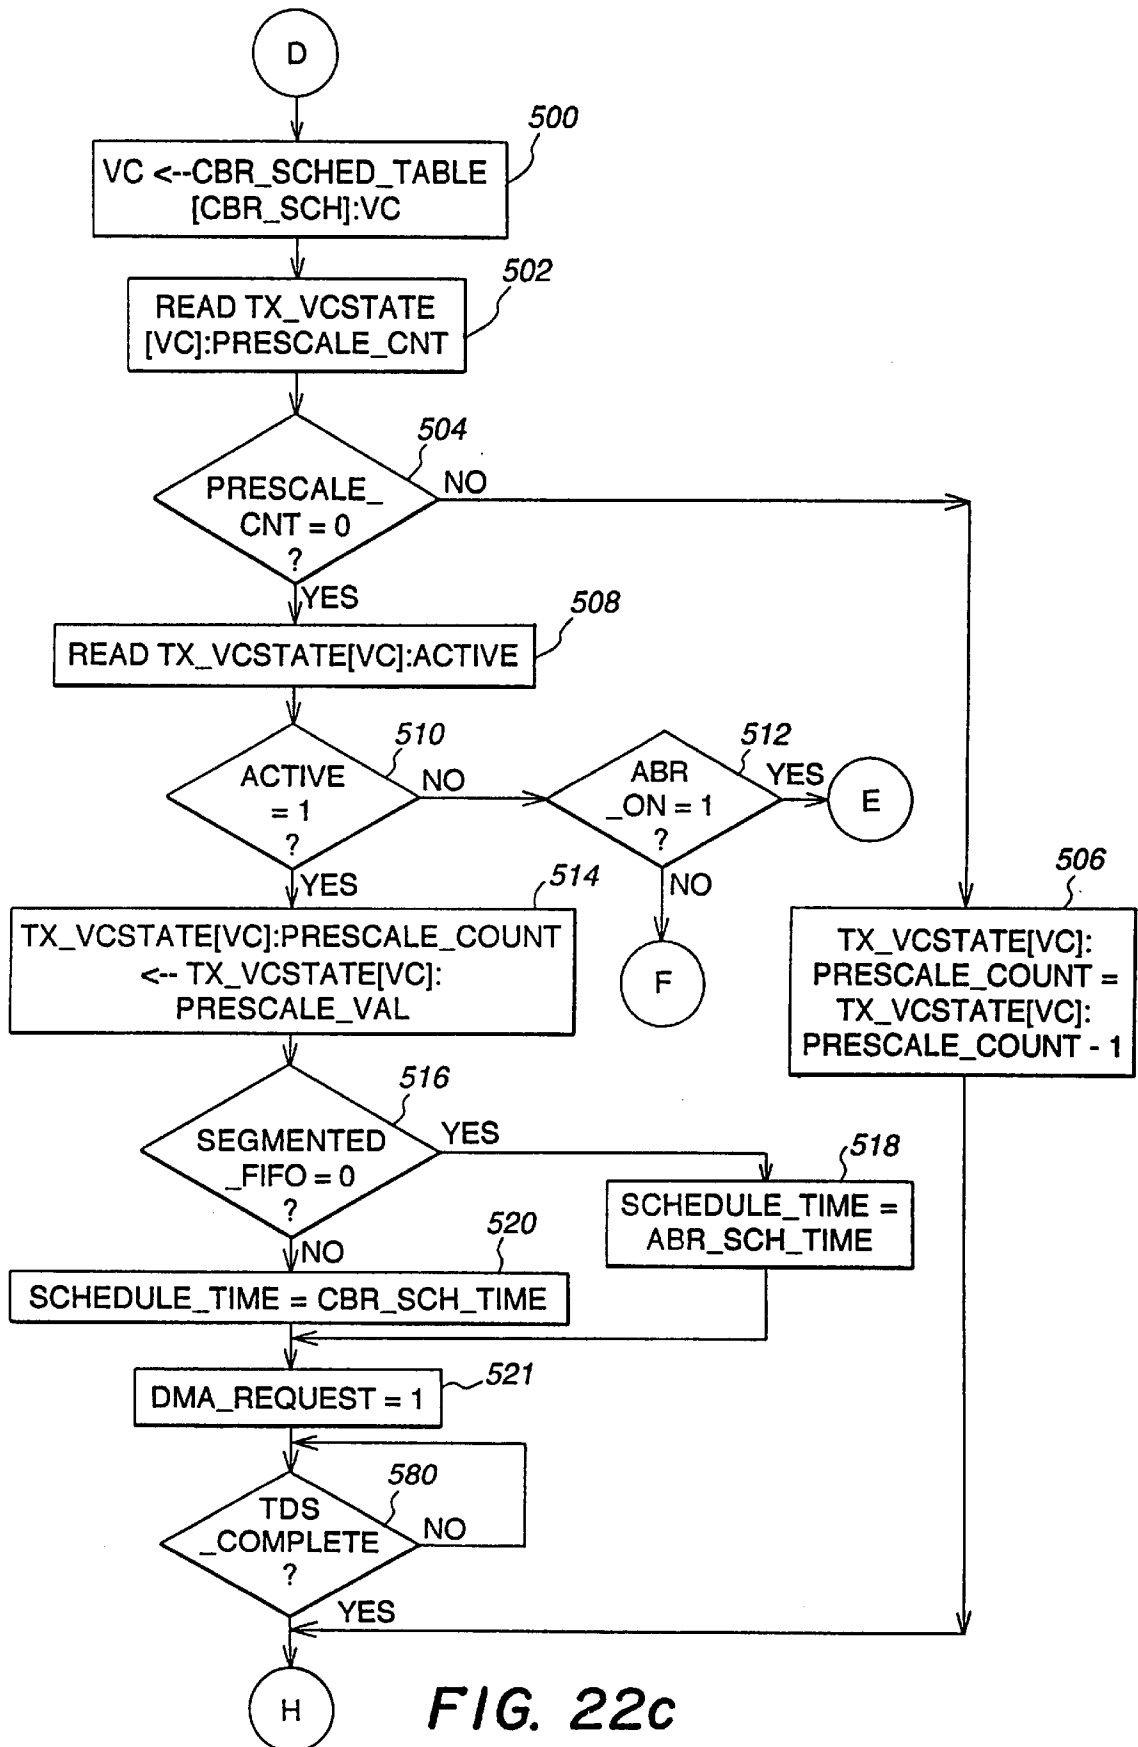 D
500
VC <--CBR_SCHED_TABLE
[CBR_SCH]:VC
502
READ TX_VCSTATE
[VC]:PRESCALE_CNT
504
PRESCALE_
CNT = 0
?
NO
YES
508
READ TX_VCSTATE[VC]:ACTIVE
510
ACTIVE
= 1
?
NO
YES
512
ABR
_ON = 1
?
YES
E
NO
F
514
TX_VCSTATE[VC]:PRESCALE_COUNT
<-- TX_VCSTATE[VC]:
PRESCALE_VAL
506
TX_VCSTATE[VC]:
PRESCALE_COUNT =
TX_VCSTATE[VC]:
PRESCALE_COUNT - 1
516
SEGMENTED
_FIFO = 0
?
YES
NO
518
SCHEDULE_TIME =
ABR_SCH_TIME
520
SCHEDULE_TIME = CBR_SCH_TIME
521
DMA_REQUEST = 1
580
TDS
_COMPLETE
?
NO
YES
H
FIG. 22c